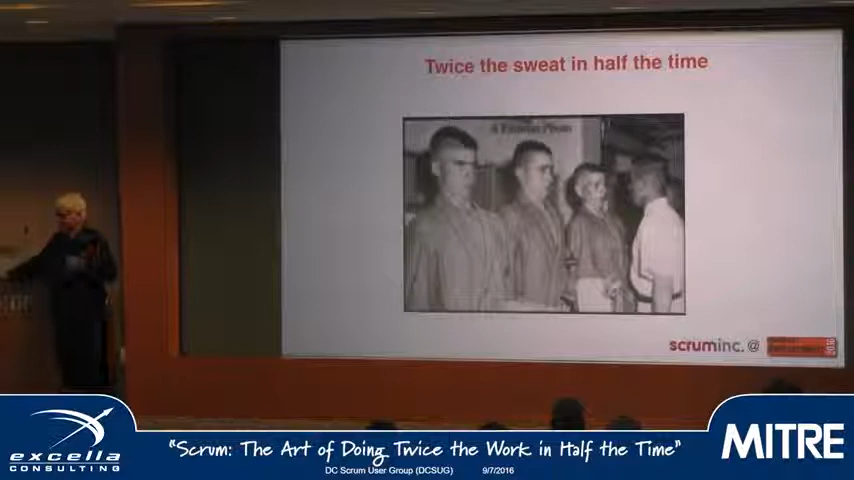 Twice the sweat in half the time
scruminc. @
2016
excella
CONSULTING
"Scrum: The Art of Doing Twice the Work in Half the Time"
DC Scrum User Group (DCSUG) 9/7/2016
MITRE